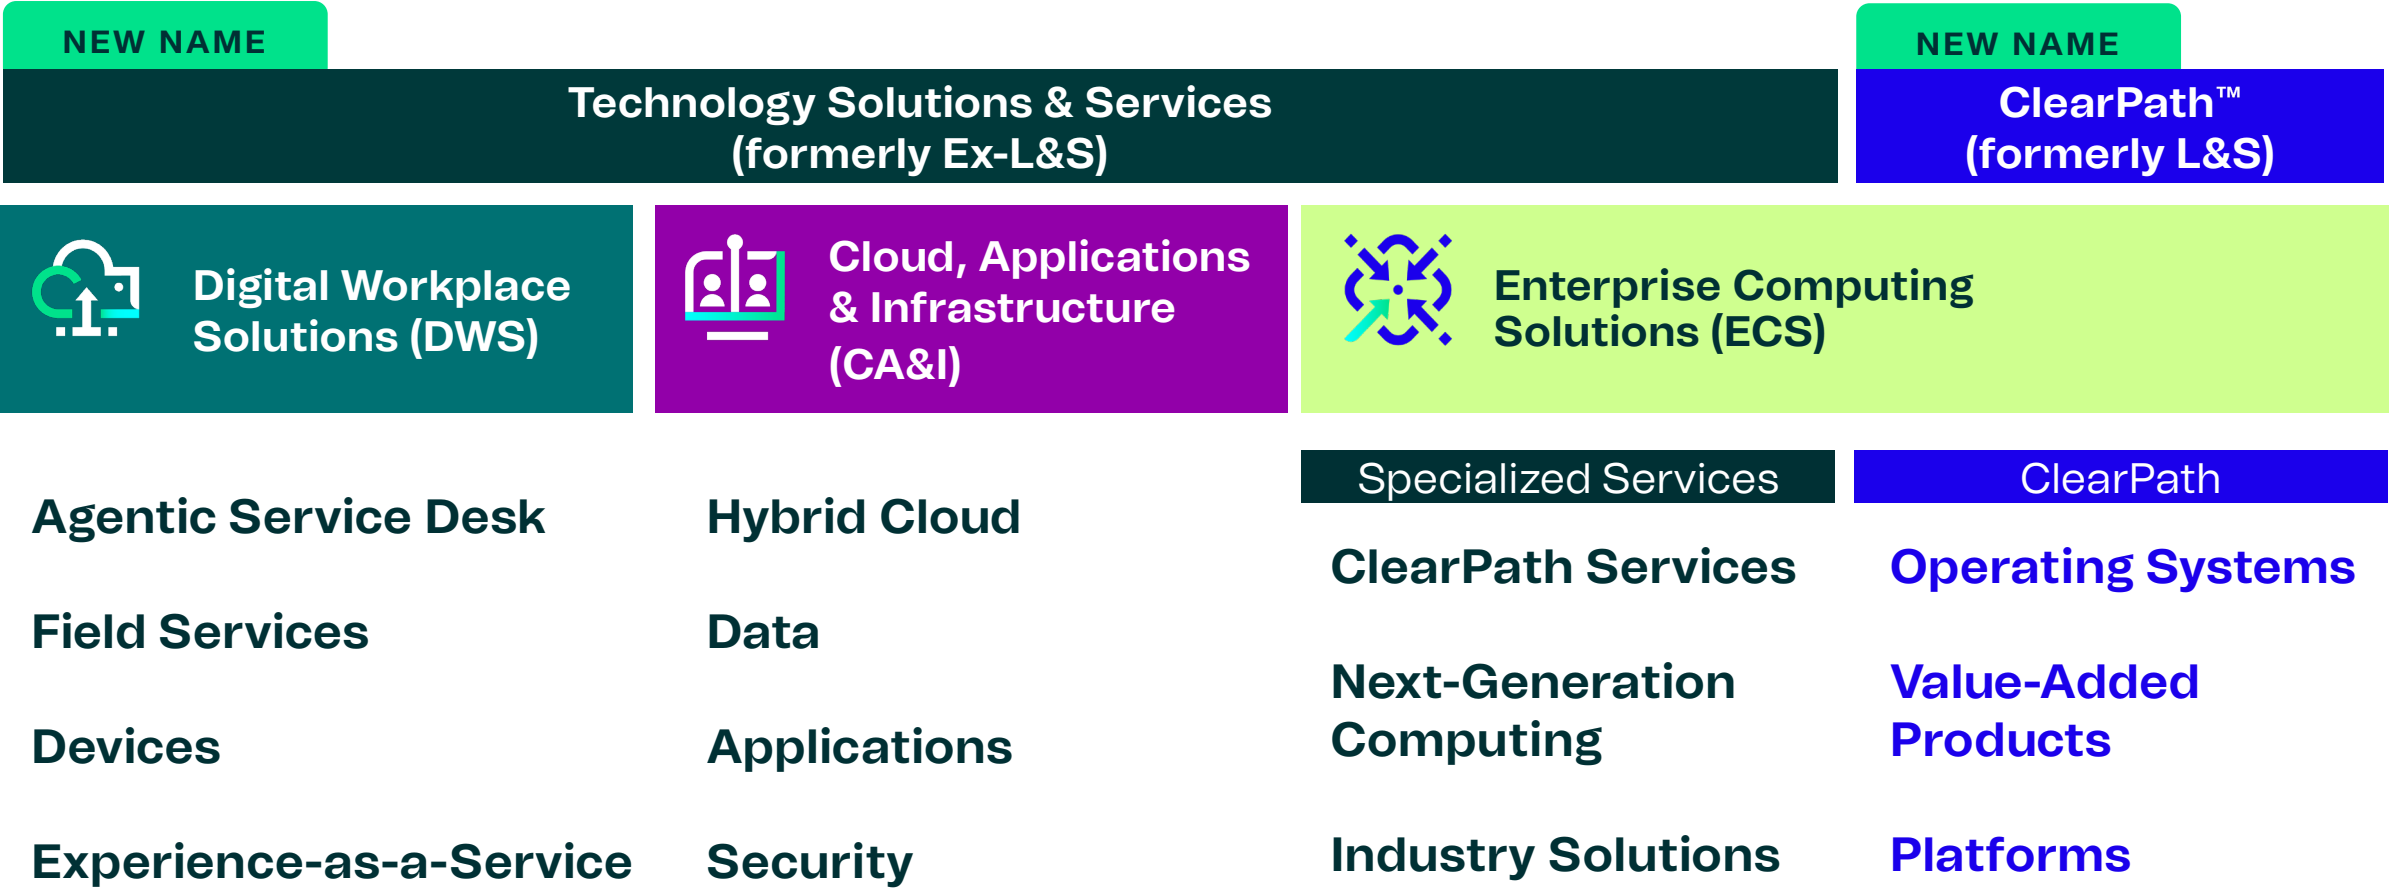 NEW NAME
Technology Solutions & Services
(formerly Ex-L&S)
NEW NAME
ClearPath™
(formerly L&S)
Digital Workplace
Solutions (DWS)
Cloud, Applications
& Infrastructure
(CA&I)
Enterprise Computing
Solutions (ECS)
Agentic Service Desk
Field Services
Devices
Experience-as-a-Service
Hybrid Cloud
Data
Applications
Security
Specialized Services
ClearPath Services
Next-Generation
Computing
Industry Solutions
ClearPath
Operating Systems
Value-Added
Products
Platforms